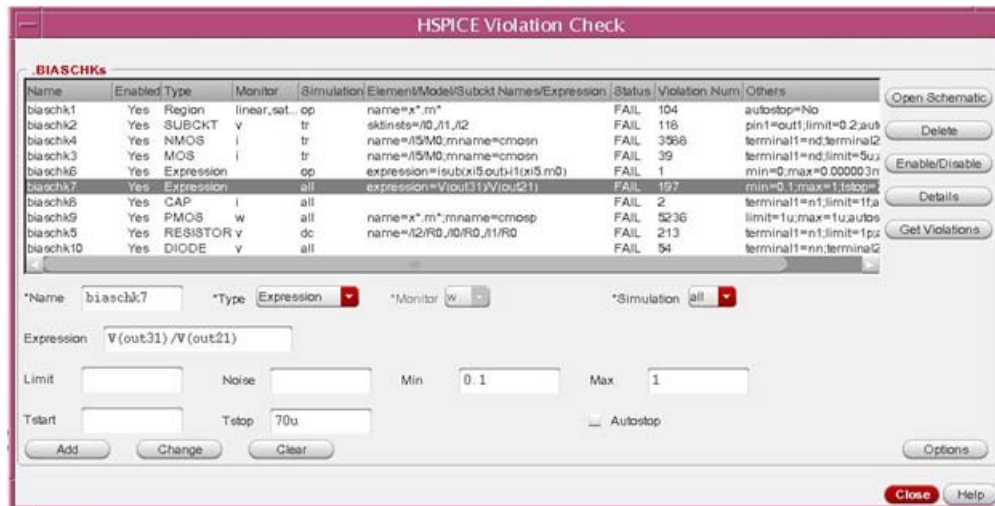 HSPICE Violation Check
.BIASCHKs
Name Enabled Type Monitor Simulation Element/Model/Subckt Names/Expression Status Violation Num Others
biaschk1 Yes Region linear,sat... op name=x*.m* FAIL 104 autostop=No
biaschk2 Yes SUBCKT v tr sktinsts=/I0,/I1,/I2 FAIL 118 pin1=out1;limit=0.2;aut
biaschk4 Yes NMOS i tr name=/I5/M0;mname=cmosn FAIL 3586 terminal1=nd;terminal2
biaschk3 Yes MOS i tr name=/I5/M0;mname=cmosn FAIL 39 terminal1=nd;limit=5u;
biaschk6 Yes Expression op expression=isub(xi5.out)-i1(xi5.m0) FAIL 1 min=0;max=0.000003m
biaschk7 Yes Expression all expression=V(out31)/V(out21) FAIL 197 min=0.1;max=1;tstop=7
biaschk8 Yes CAP i all FAIL 2 terminal1=n1;limit=1f;a
biaschk9 Yes PMOS w all name=x*.m*;mname=cmosp FAIL 5236 limit=1u;max=1u;autos
biaschk5 Yes RESISTOR v dc name=/I2/R0,/I0/R0,/I1/R0 FAIL 213 terminal1=n1;limit=1p;a
biaschk10 Yes DIODE v all FAIL 54 terminal1=nn;terminal2
Open Schematic
Delete
Enable/Disable
Details
Get Violations
*Name biaschk7 *Type Expression *Monitor w *Simulation all
Expression V(out31)/V(out21)
Limit Noise Min 0.1 Max 1
Tstart Tstop 70u Autostop
Add Change Clear Options
Close Help